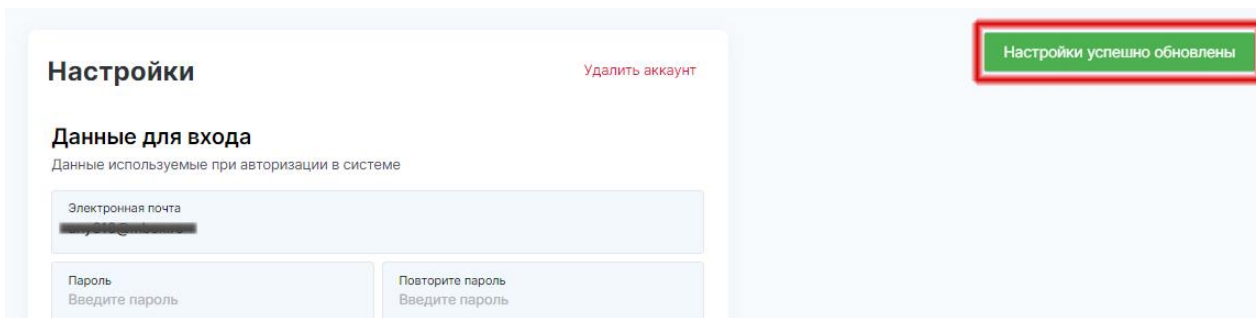 Настройки
Удалить аккаунт
Настройки успешно обновлены
Данные для входа
Данные используемые при авторизации в системе
Электронная почта
Пароль
Введите пароль
Повторите пароль
Введите пароль